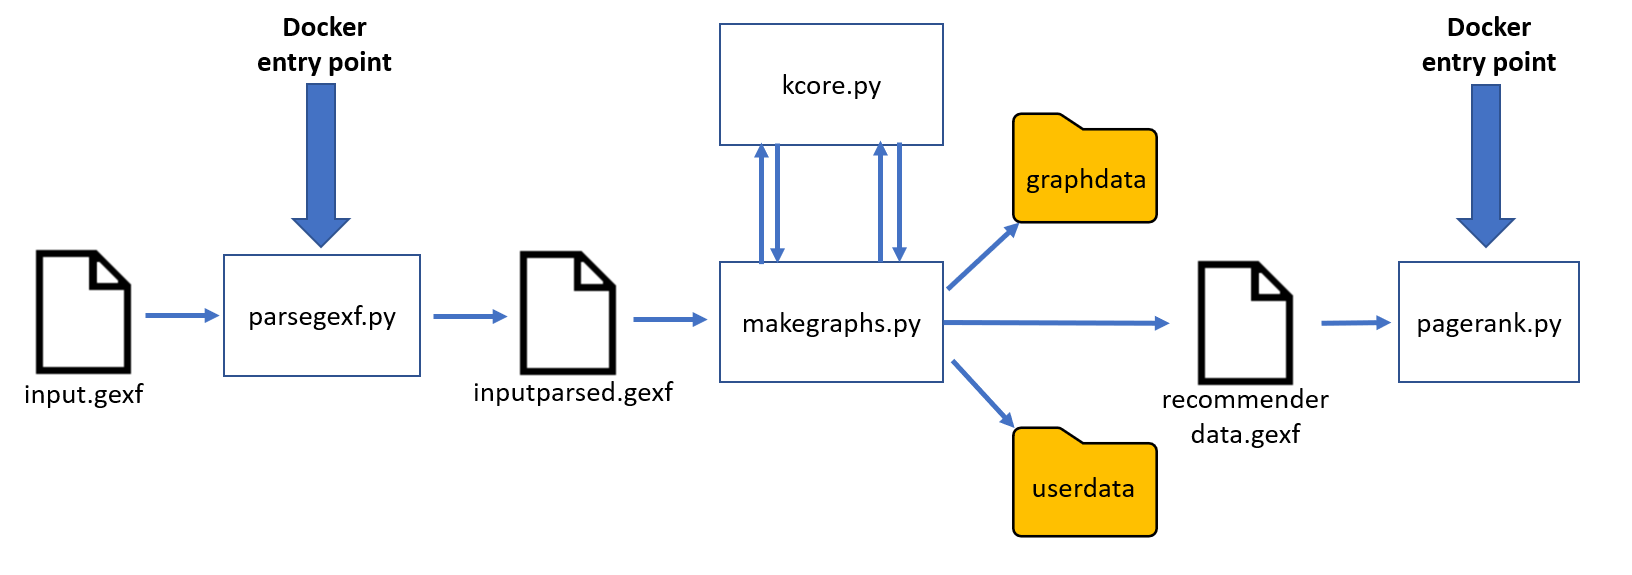 Docker
entry point
Docker
entry point
kcore.py
graphdata
input.gexf
parsegexf.py
inputparsed.gexf
makegraphs.py
recommender
data.gexf
pagerank.py
userdata